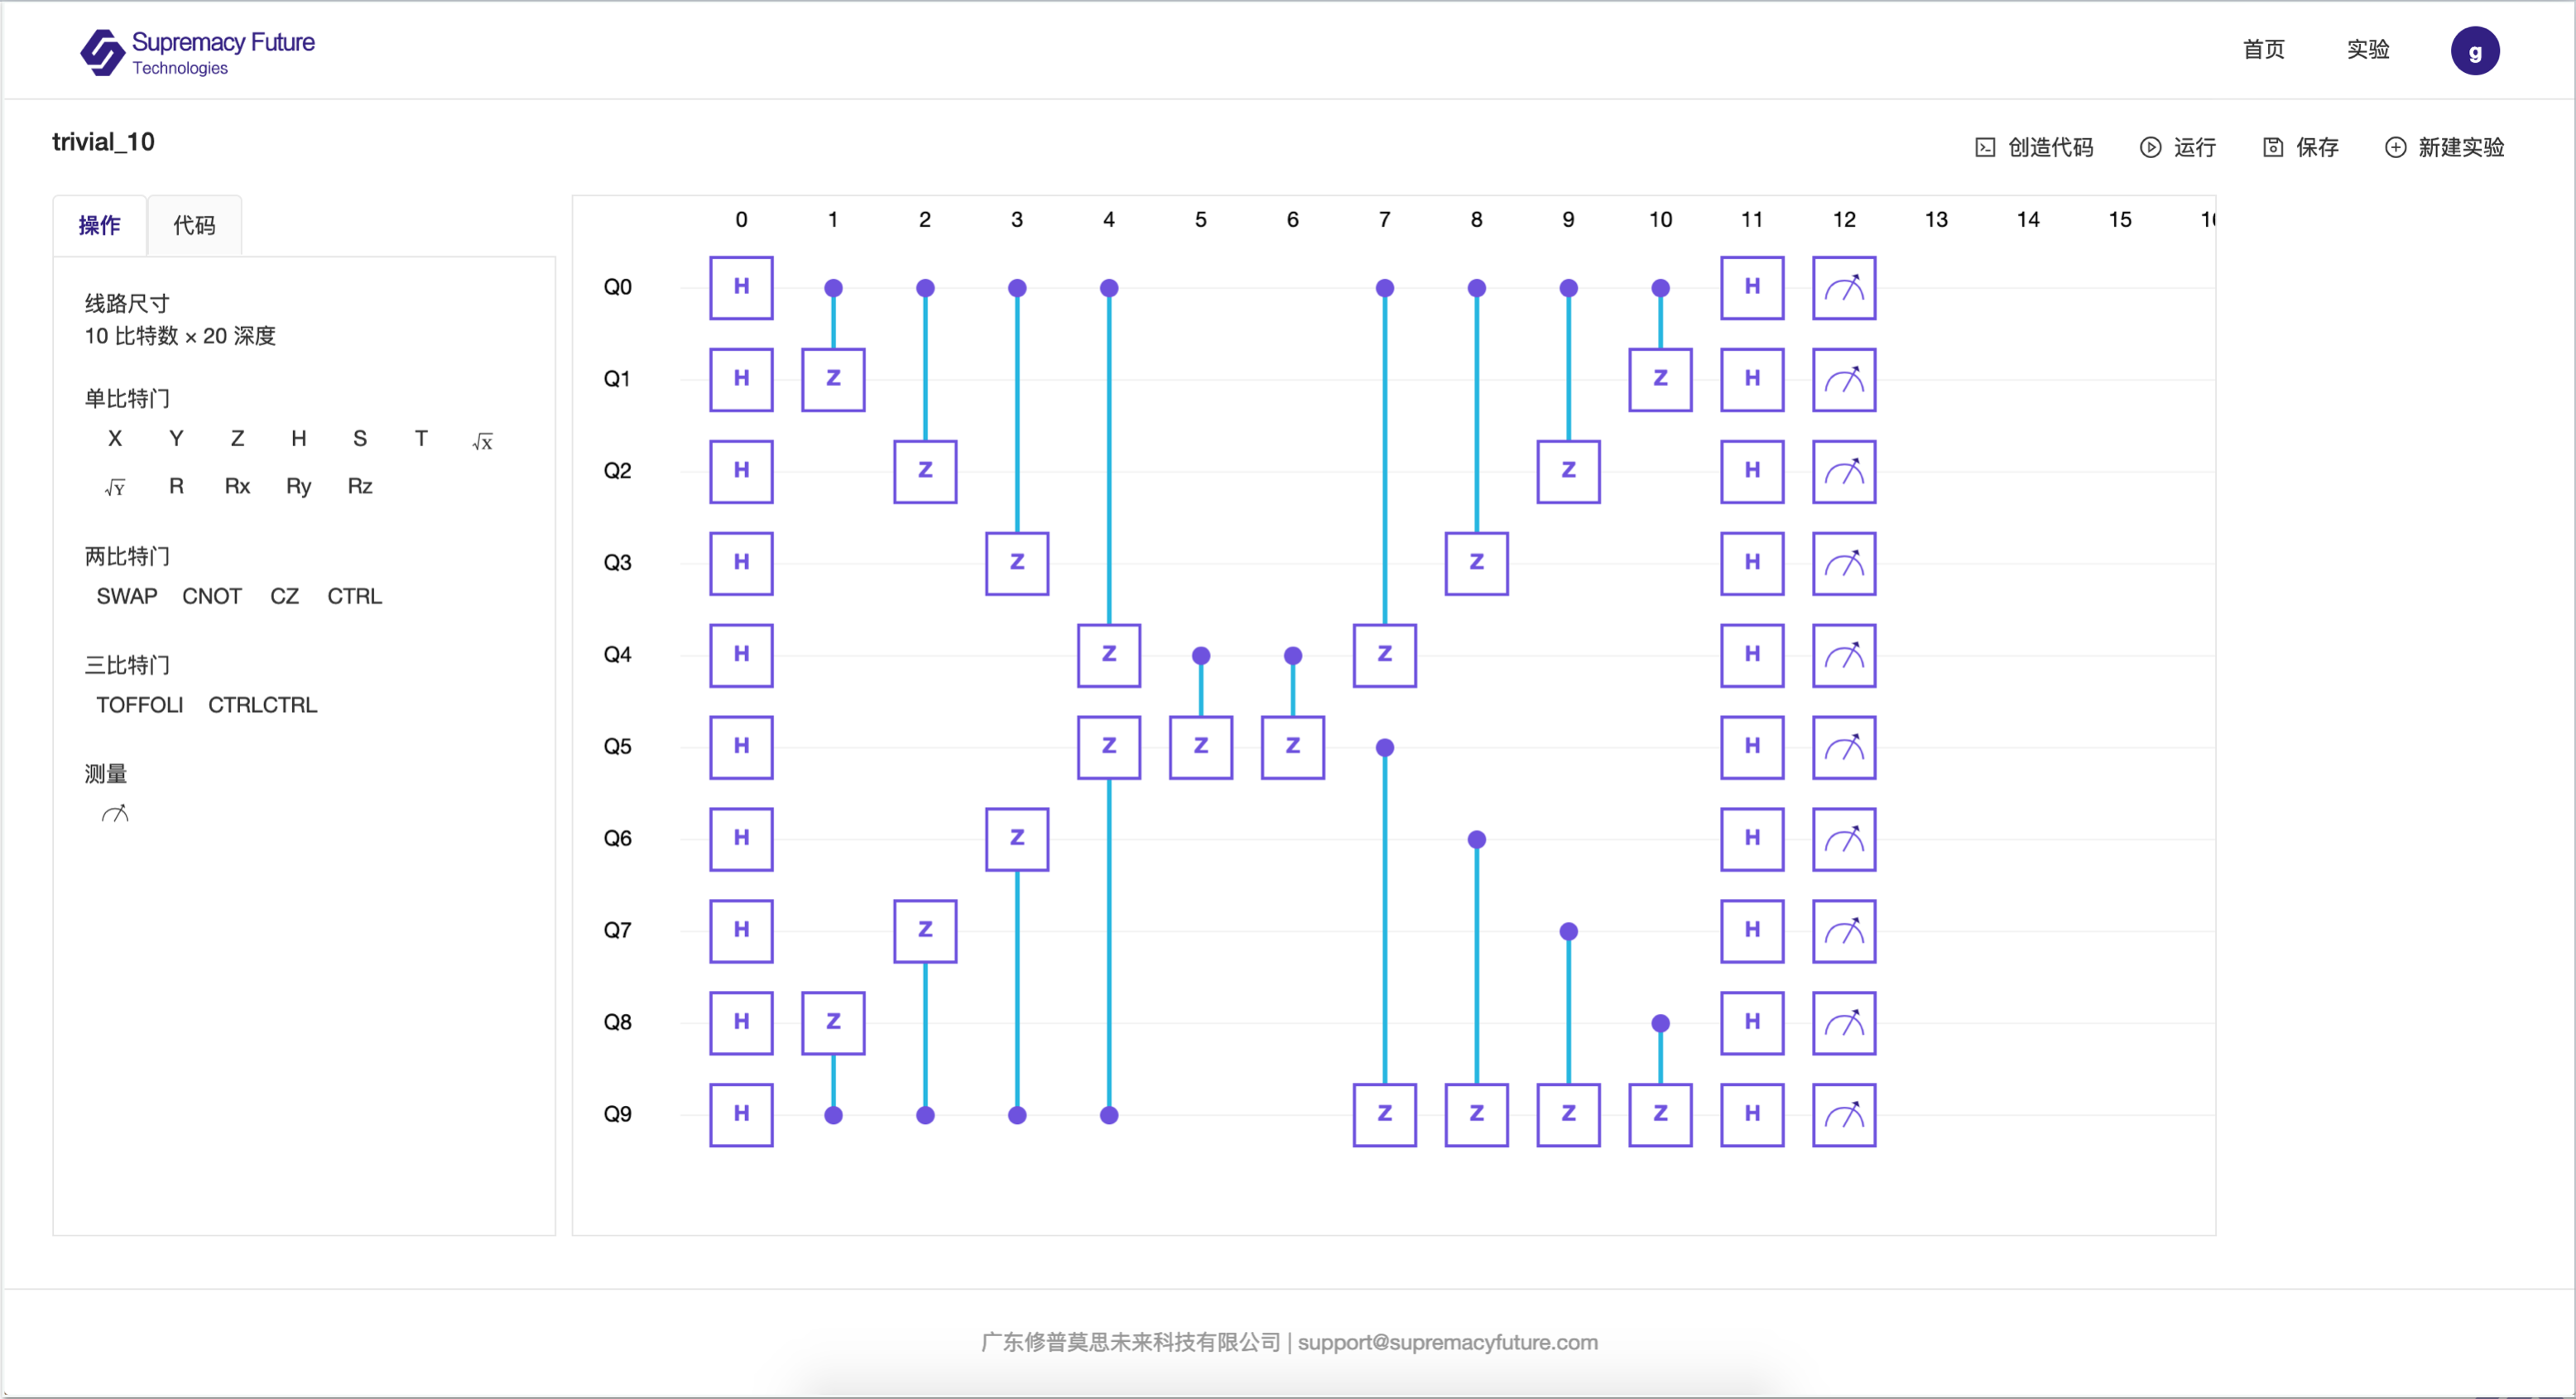 Supremacy Future
Technologies
首页 实验 g
trivial_10
创造代码 运行 保存 新建实验
操作 代码
线路尺寸
10 比特数 × 20 深度
单比特门
X Y Z H S T √X
√Y R Rx Ry Rz
两比特门
SWAP CNOT CZ CTRL
三比特门
TOFFOLI CTRLCTRL
测量
0 1 2 3 4 5 6 7 8 9 10 11 12 13 14 15
Q0 H H
Q1 H Z Z H
Q2 H Z Z H
Q3 H Z Z H
Q4 H Z Z H
Q5 H Z Z Z H
Q6 H Z H
Q7 H Z H
Q8 H Z H
Q9 H Z Z Z Z H
广东修普莫思未来科技有限公司 | support@supremacyfuture.com